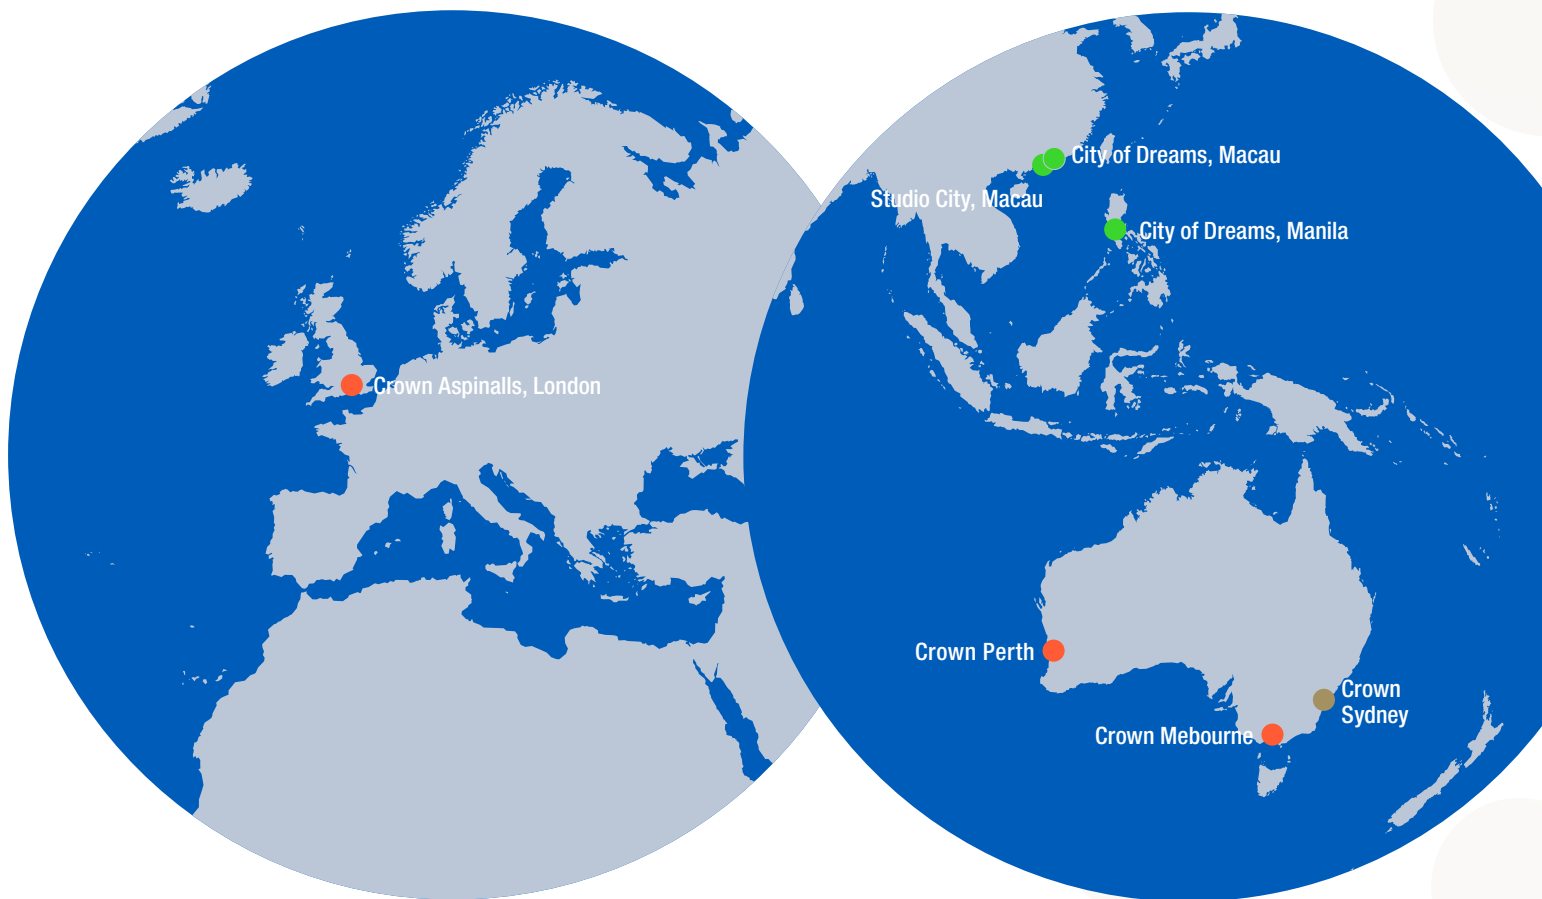 City of Dreams, Macau
Studio City, Macau
City of Dreams, Manila
Crown Aspinalls, London
Crown Perth
Crown
Sydney
Crown Mebourne